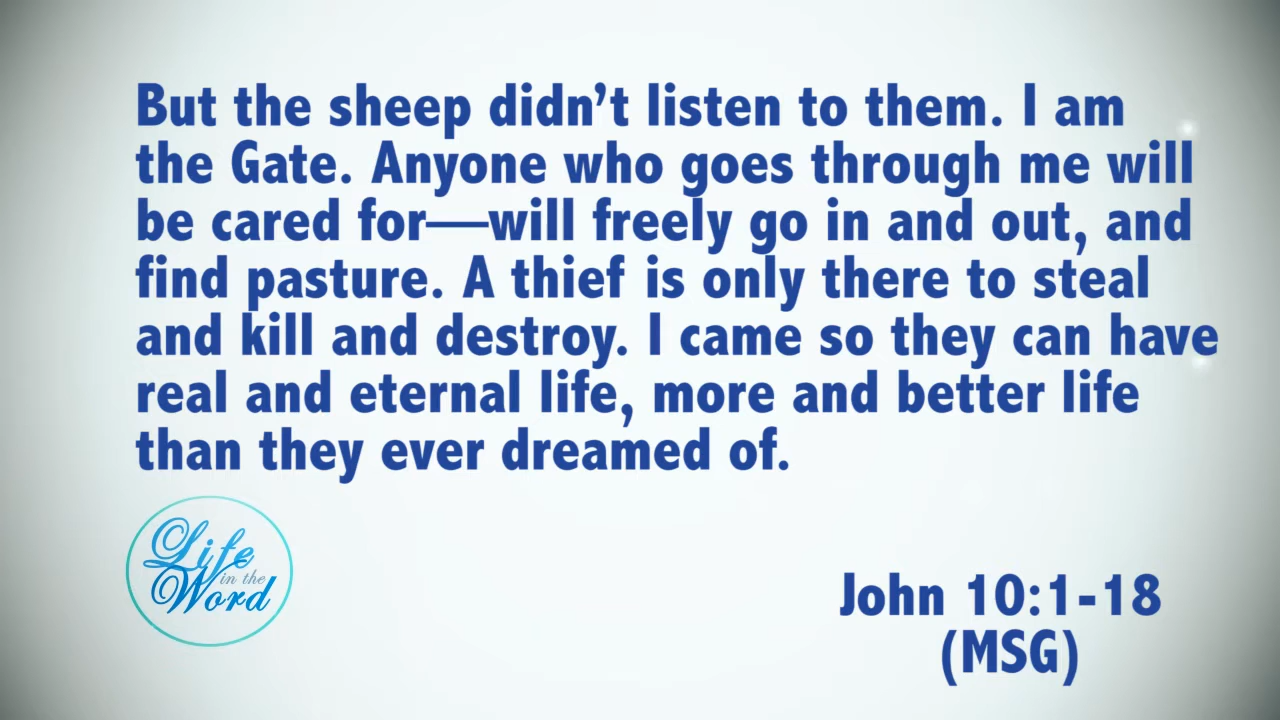 But the sheep didn’t listen to them. I am
the Gate. Anyone who goes through me will
be cared for—will freely go in and out, and
find pasture. A thief is only there to steal
and kill and destroy. I came so they can have
real and eternal life, more and better life
than they ever dreamed of.
Life
in the
Word
John 10:1-18
(MSG)